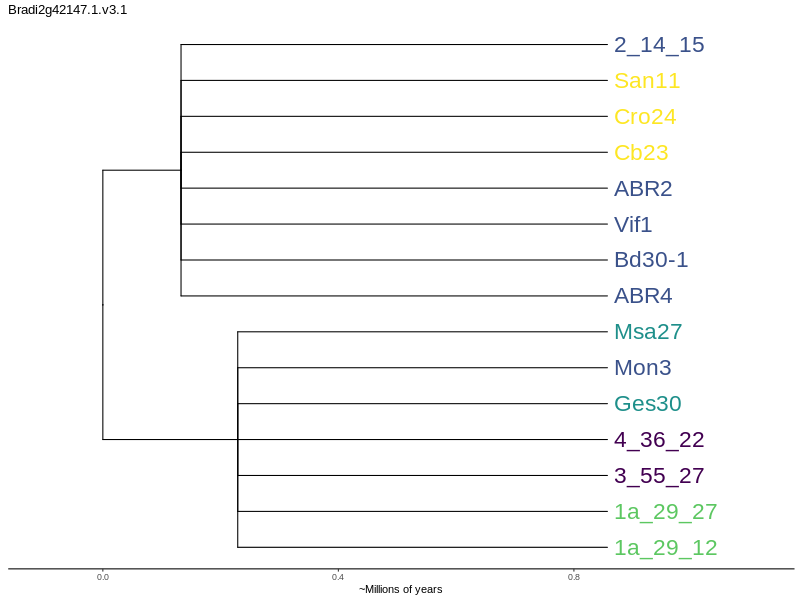 Bradi2g42147.1.v3.1
2_14_15
San11
Cro24
Cb23
ABR2
Vif1
Bd30-1
ABR4
Msa27
Mon3
Ges30
4_36_22
3_55_27
1a_29_27
1a_29_12
0.0 0.4 0.8
~Millions of years